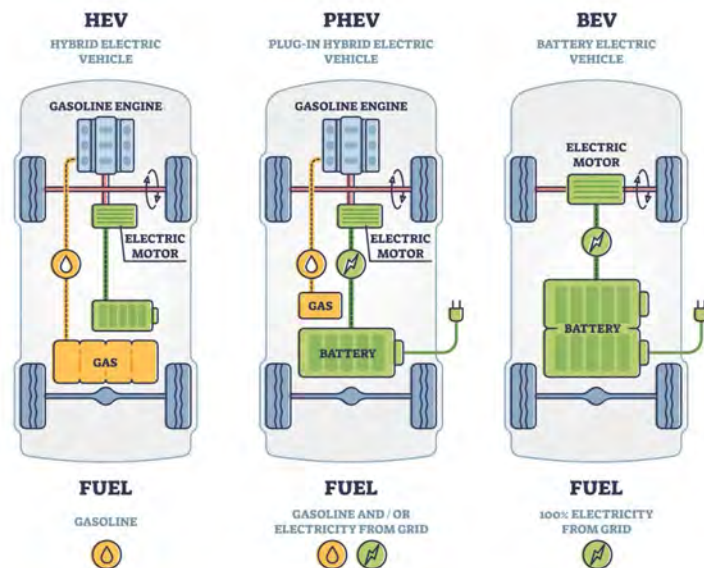 HEV
HYBRID ELECTRIC
VEHICLE
GASOLINE ENGINE
ELECTRIC
MOTOR
GAS
FUEL
GASOLINE
PHEV
PLUG-IN HYBRID ELECTRIC
VEHICLE
GASOLINE ENGINE
ELECTRIC
MOTOR
GAS
BATTERY
FUEL
GASOLINE AND / OR
ELECTRICITY FROM GRID
BEV
BATTERY ELECTRIC
VEHICLE
ELECTRIC
MOTOR
BATTERY
FUEL
100% ELECTRICITY
FROM GRID